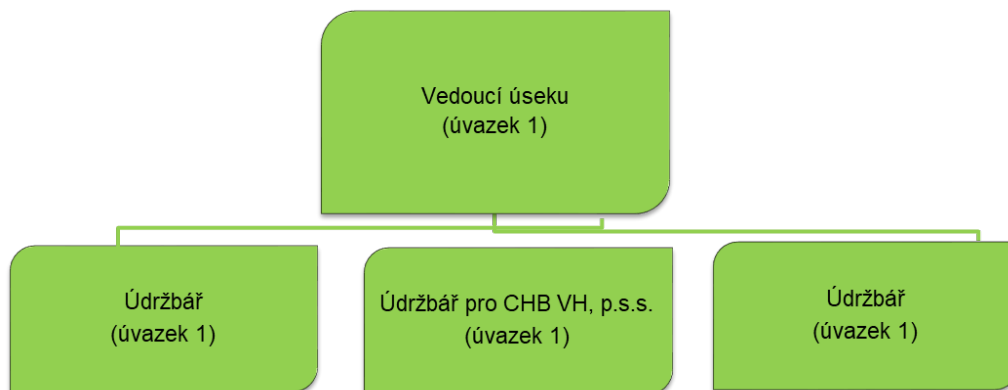 Vedoucí úseku
(úvazek 1)
Údržbář
(úvazek 1)
Údržbář pro CHB VH, p.s.s.
(úvazek 1)
Údržbář
(úvazek 1)